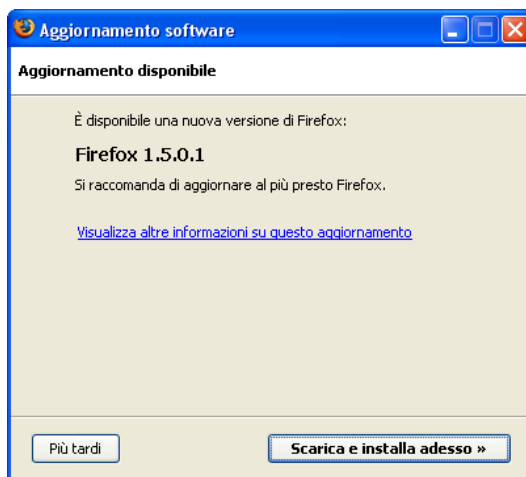 Aggiornamento software
Aggiornamento disponibile
È disponibile una nuova versione di Firefox:
Firefox 1.5.0.1
Si raccomanda di aggiornare al più presto Firefox.
Visualizza altre informazioni su questo aggiornamento
Più tardi
Scarica e installa adesso »